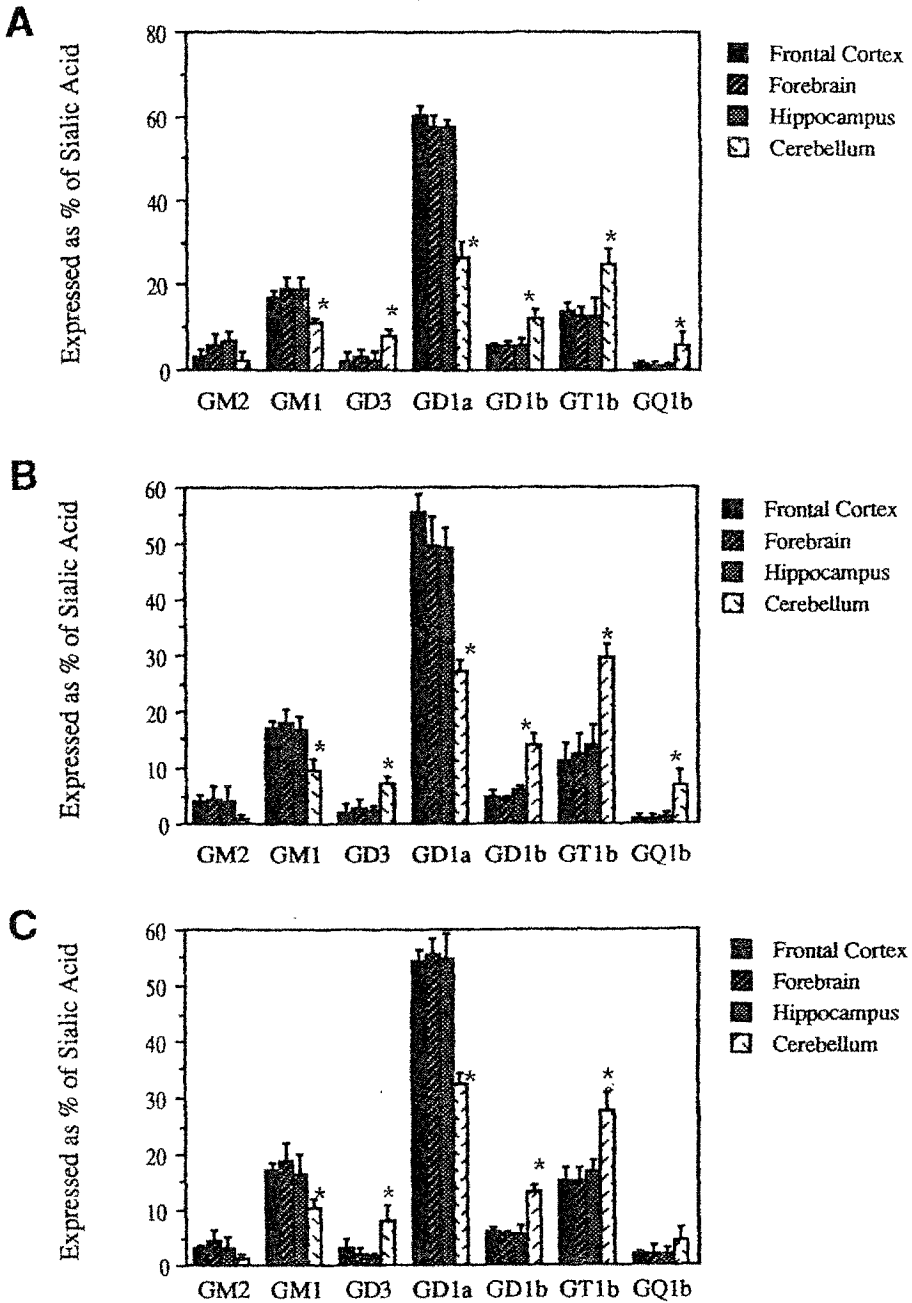 A
Expressed as % of Sialic Acid
80
60
40
20
0
Frontal Cortex
Forebrain
Hippocampus
Cerebellum
* * * * * *
GM2 GM1 GD3 GD1a GD1b GT1b GQ1b
B
Expressed as % of Sialic Acid
60
50
40
30
20
10
0
Frontal Cortex
Forebrain
Hippocampus
Cerebellum
* * * * * *
GM2 GM1 GD3 GD1a GD1b GT1b GQ1b
C
Expressed as % of Sialic Acid
60
50
40
30
20
10
0
Frontal Cortex
Forebrain
Hippocampus
Cerebellum
* * * * *
GM2 GM1 GD3 GD1a GD1b GT1b GQ1b